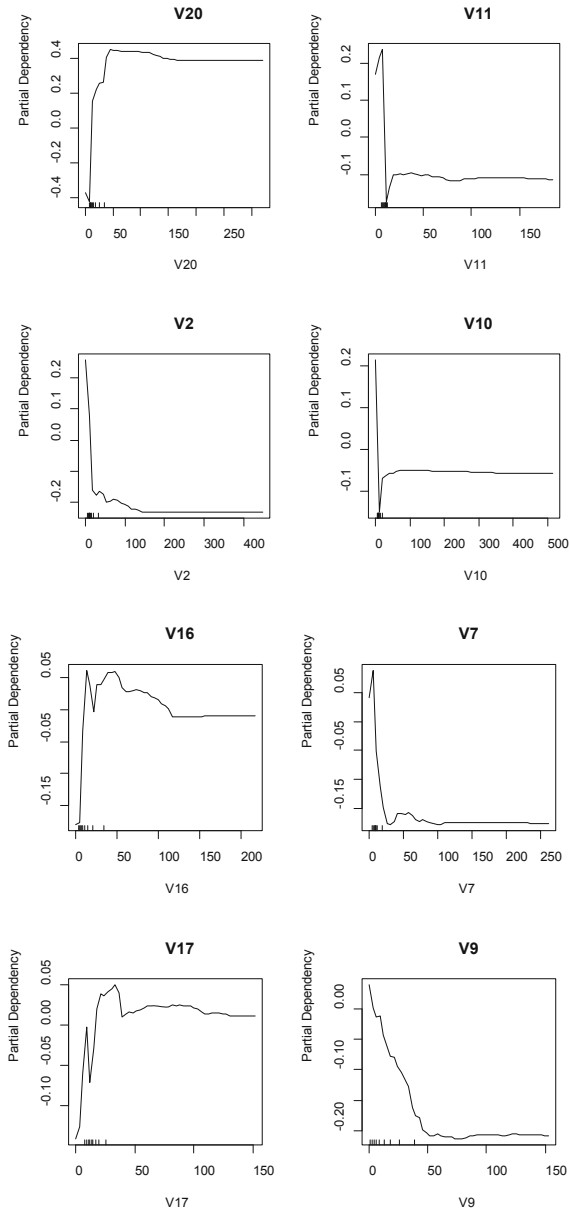 V20
Partial Dependency
-0.4 0.0 0.2 0.4
0 50 150 250
V20
V11
Partial Dependency
-0.1 0.0 0.1 0.2
0 50 100 150
V11
V2
Partial Dependency
-0.2 0.0 0.1 0.2
0 100 200 300 400
V2
V10
Partial Dependency
-0.1 0.0 0.1 0.2
0 100 200 300 400 500
V10
V16
Partial Dependency
-0.15 -0.05 0.05
0 50 100 150 200
V16
V7
Partial Dependency
-0.15 -0.05 0.05
0 50 100 150 200 250
V7
V17
Partial Dependency
-0.10 -0.05 0.00 0.05
0 50 100 150
V17
V9
Partial Dependency
-0.20 -0.10 0.00
0 50 100 150
V9